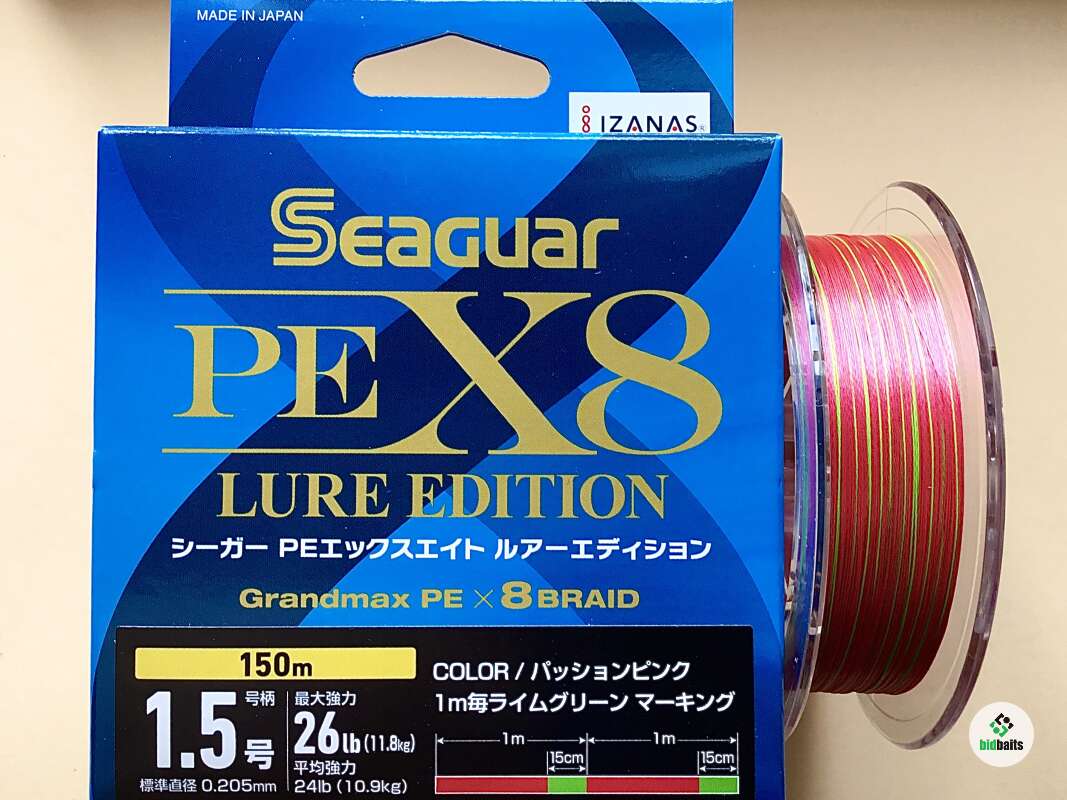 MADE IN JAPAN
IZANAS
Seaguar
PE X8
LURE EDITION
シーガー PEエックスエイト ルアーエディション
Grandmax PE × 8 BRAID
150m
1.5号
号柄
標準直径 0.205mm
最大強力
26lb (11.8kg)
平均強力
24lb (10.9kg)
COLOR / パッションピンク
1m毎ライムグリーン マーキング
1m 1m
15cm 15cm
bidbaits